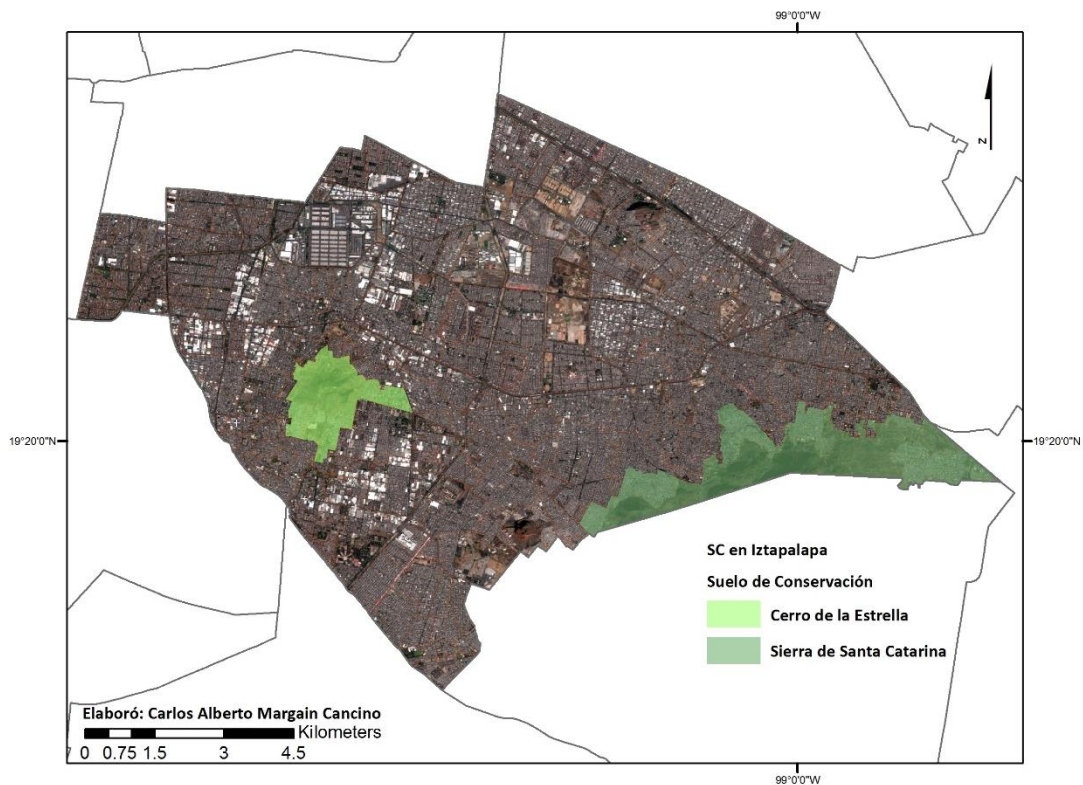 99°0'0"W
N
19°20'0"N
19°20'0"N
SC en Iztapalapa
Suelo de Conservación
Cerro de la Estrella
Sierra de Santa Catarina
Elaboró: Carlos Alberto Margain Cancino
Kilometers
0 0.75 1.5 3 4.5
99°0'0"W